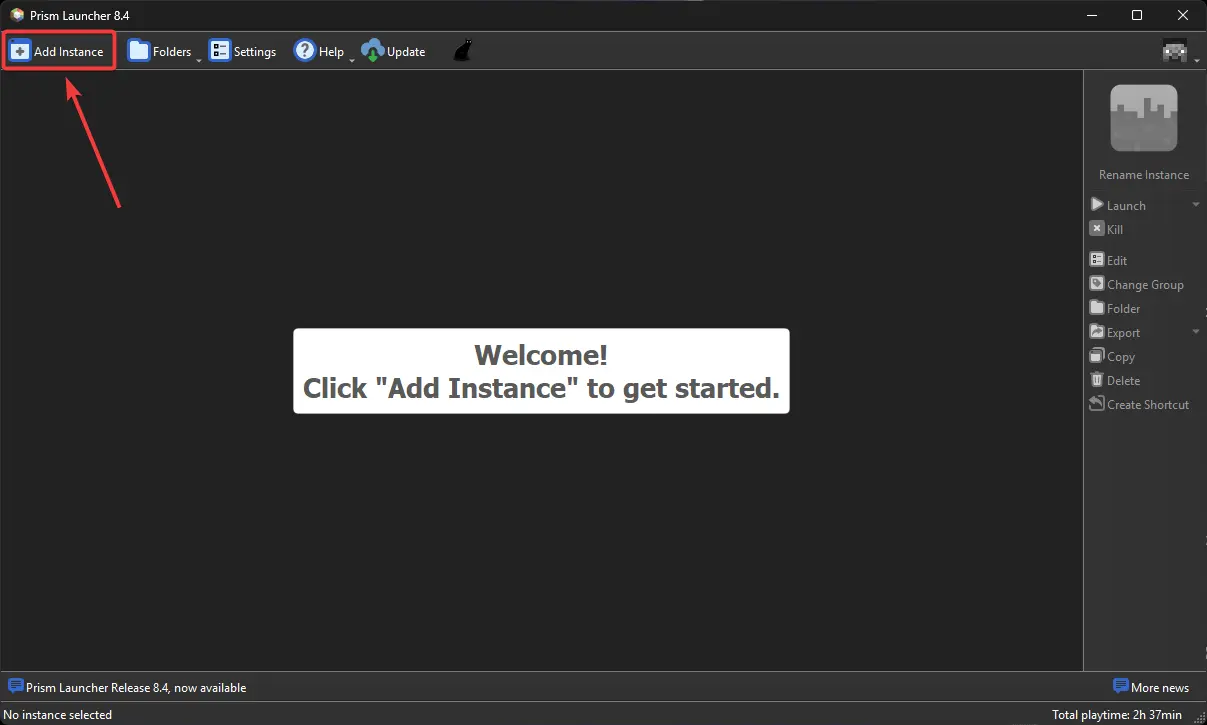 Prism Launcher 8.4
Add Instance
Folders
Settings
Help
Update
Rename Instance
Launch
Kill
Edit
Change Group
Folder
Export
Copy
Delete
Create Shortcut
Welcome!
Click "Add Instance" to get started.
Prism Launcher Release 8.4, now available
More news
No instance selected
Total playtime: 2h 37min